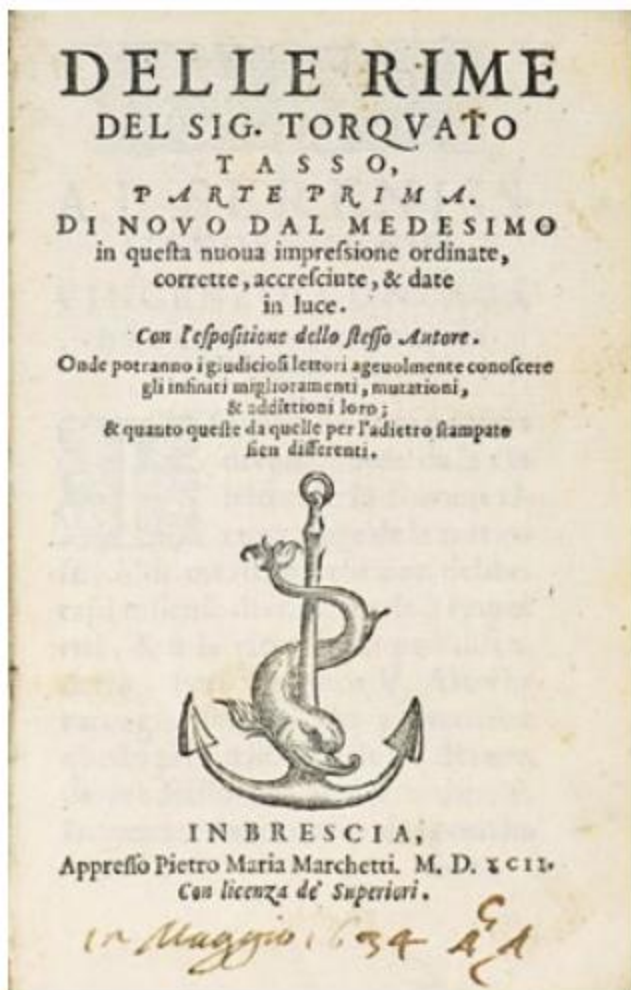 DELLE RIME
DEL SIG. TORQVATO
TASSO,
PARTE PRIMA.
DI NOVO DAL MEDESIMO
in queſta nuoua impreſsione ordinate,
corrette, accreſciute, & date
in luce.
Con l'eſpoſitione dello ſteſſo Autore.
Onde potranno i giudicioſi lettori ageuolmente conoſcere
gli infiniti miglioramenti, mutationi,
& addittioni loro;
& quanto queſte da quelle per l'adietro ſtampate
ſien differenti.
IN BRESCIA,
Appreſſo Pietro Maria Marchetti. M. D. XCII.
Con licenza de' Superiori.
in Maggio 1634